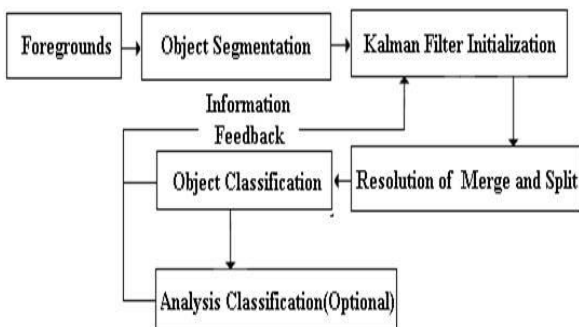 Foregrounds
Object Segmentation
Kalman Filter Initialization
Information
Feedback
Object Classification
Resolution of Merge and Split
Analysis Classification(Optional)